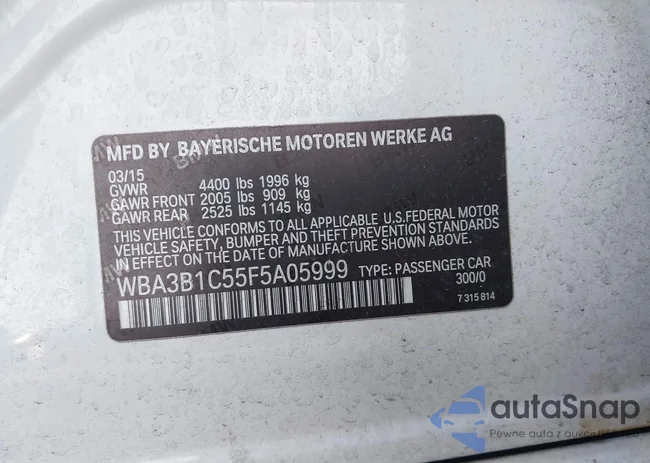 MFD BY BAYERISCHE MOTOREN WERKE AG
03/15
GVWR 4400 lbs 1996 kg
GAWR FRONT 2005 lbs 909 kg
GAWR REAR 2525 lbs 1145 kg
THIS VEHICLE CONFORMS TO ALL APPLICABLE U.S.FEDERAL MOTOR
VEHICLE SAFETY, BUMPER, AND THEFT PREVENTION STANDARDS
IN EFFECT ON THE DATE OF MANUFACTURE SHOWN ABOVE.
WBA3B1C55F5A05999 TYPE: PASSENGER CAR
300/0
7 315 814
autaSnap
Pewne auta z aukcji